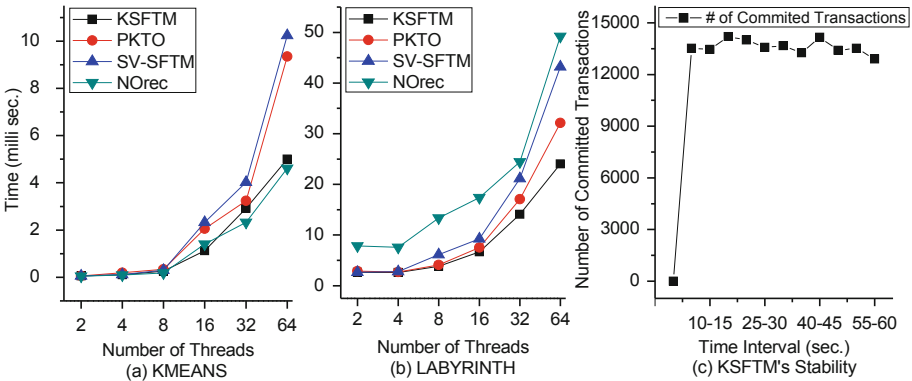 KSFTM
PKTO
SV-SFTM
NOrec
10
8
6
4
2
0
Time (milli sec.)
2 4 8 16 32 64
Number of Threads
(a) KMEANS
KSFTM
PKTO
SV-SFTM
NOrec
50
40
30
20
10
0
2 4 8 16 32 64
Number of Threads
(b) LABYRINTH
# of Commited Transactions
15000
12000
9000
6000
3000
0
Number of Committed Transactions
10-15 25-30 40-45 55-60
Time Interval (sec.)
(c) KSFTM's Stability